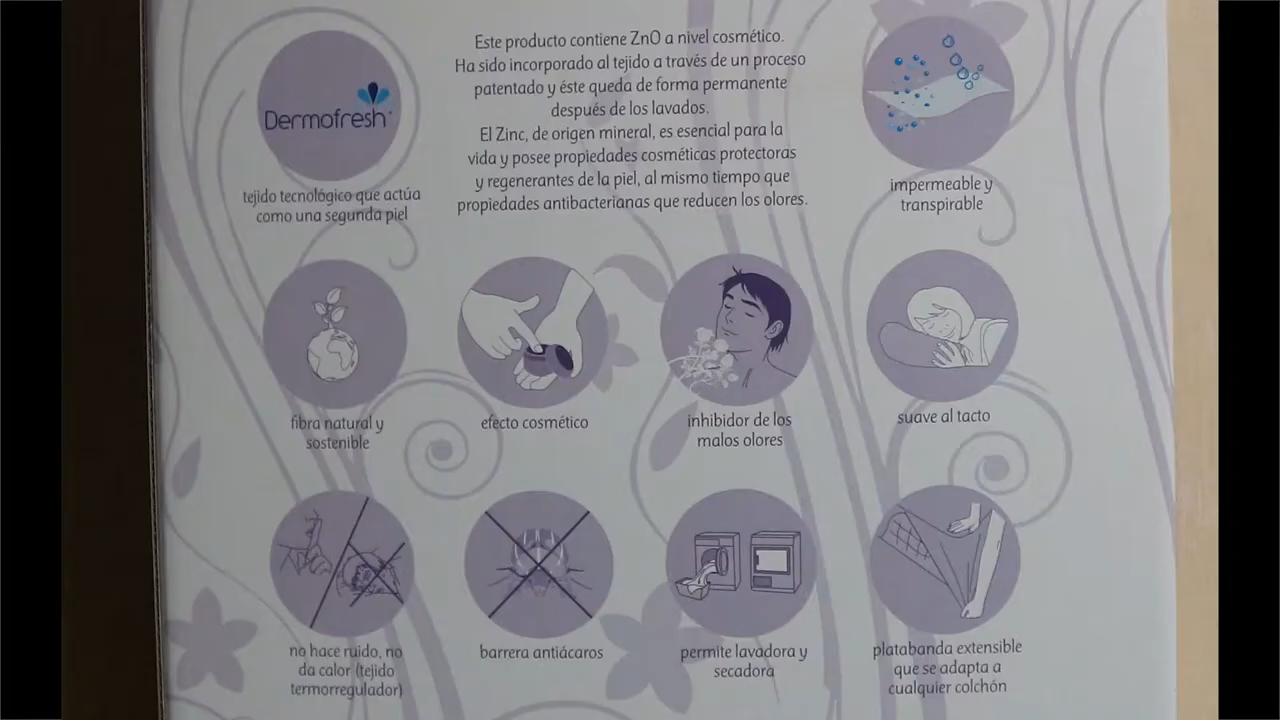 Dermofresh
tejido tecnológico que actúa
como una segunda piel
Este producto contiene ZnO a nivel cosmético.
Ha sido incorporado al tejido a través de un proceso
patentado y éste queda de forma permanente
después de los lavados.
El Zinc, de origen mineral, es esencial para la
vida y posee propiedades cosméticas protectoras
y regenerantes de la piel, al mismo tiempo que
propiedades antibacterianas que reducen los olores.
impermeable y
transpirable
fibra natural y
sostenible
efecto cosmético
inhibidor de los
malos olores
suave al tacto
no hace ruido, no
da calor (tejido
termorregulador)
barrera antiácaros
permite lavadora y
secadora
platabanda extensible
que se adapta a
cualquier colchón